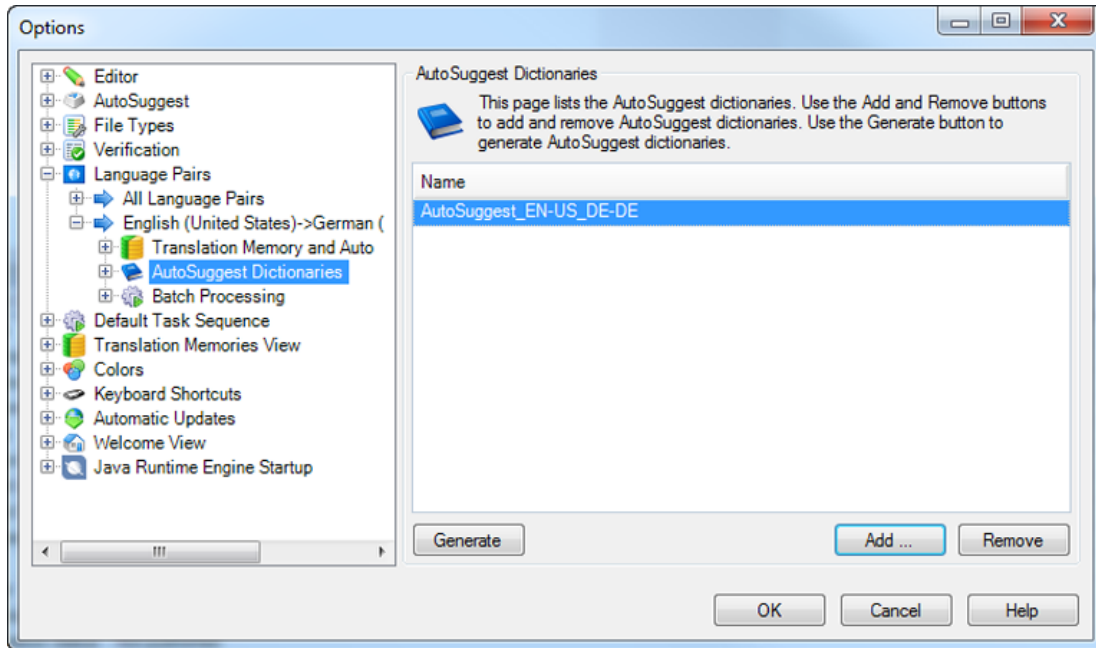 Options
Editor
AutoSuggest
File Types
Verification
Language Pairs
All Language Pairs
English (United States)->German (
Translation Memory and Auto
AutoSuggest Dictionaries
Batch Processing
Default Task Sequence
Translation Memories View
Colors
Keyboard Shortcuts
Automatic Updates
Welcome View
Java Runtime Engine Startup
AutoSuggest Dictionaries
This page lists the AutoSuggest dictionaries. Use the Add and Remove buttons
to add and remove AutoSuggest dictionaries. Use the Generate button to
generate AutoSuggest dictionaries.
Name
AutoSuggest_EN-US_DE-DE
Generate
Add ...
Remove
OK
Cancel
Help